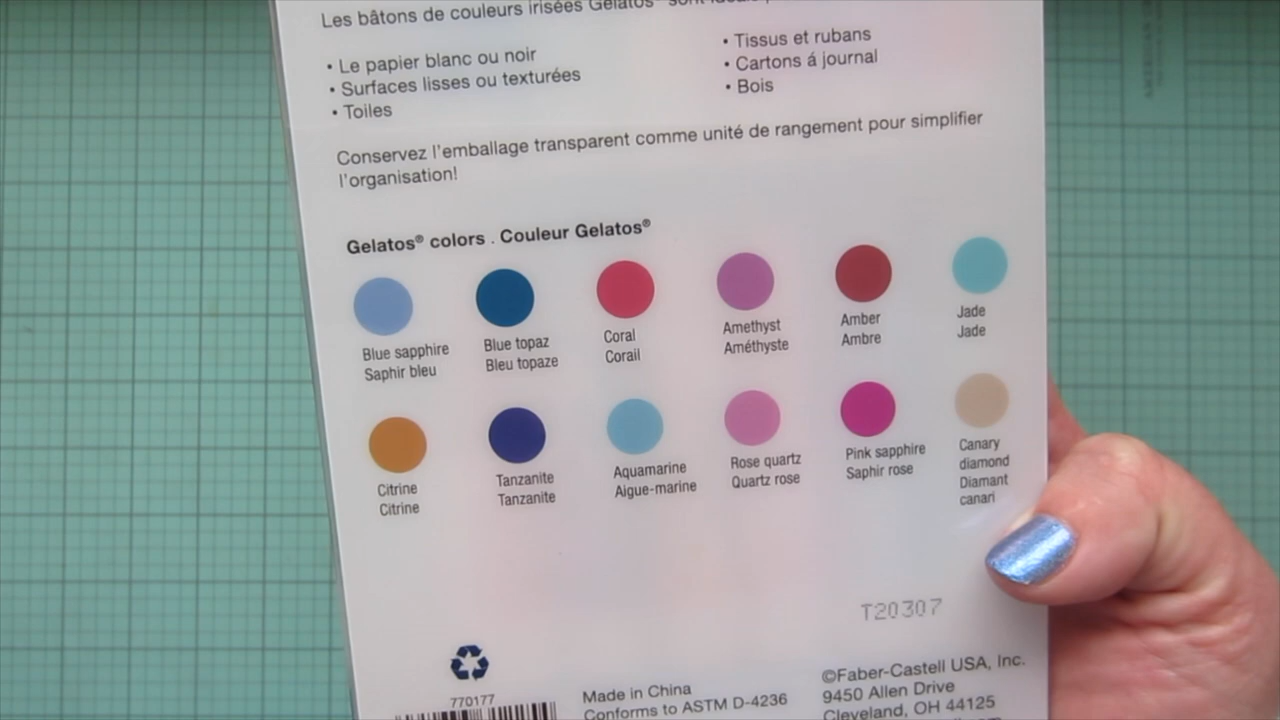 Les bâtons de couleurs irisées Gelatos® sont
• Le papier blanc ou noir
• Surfaces lisses ou texturées
• Toiles
• Tissus et rubans
• Cartons á journal
• Bois
Conservez l'emballage transparent comme unité de rangement pour simplifier
l'organisation!
Gelatos® colors . Couleur Gelatos®
Blue sapphire
Saphir bleu
Blue topaz
Bleu topaze
Coral
Corail
Amethyst
Améthyste
Amber
Ambre
Jade
Jade
Citrine
Citrine
Tanzanite
Tanzanite
Aquamarine
Aigue-marine
Rose quartz
Quartz rose
Pink sapphire
Saphir rose
Canary
diamond
Diamant
canari
T20307
770177
Made in China
Conforms to ASTM D-4236
©Faber-Castell USA, Inc.
9450 Allen Drive
Cleveland, OH 44125